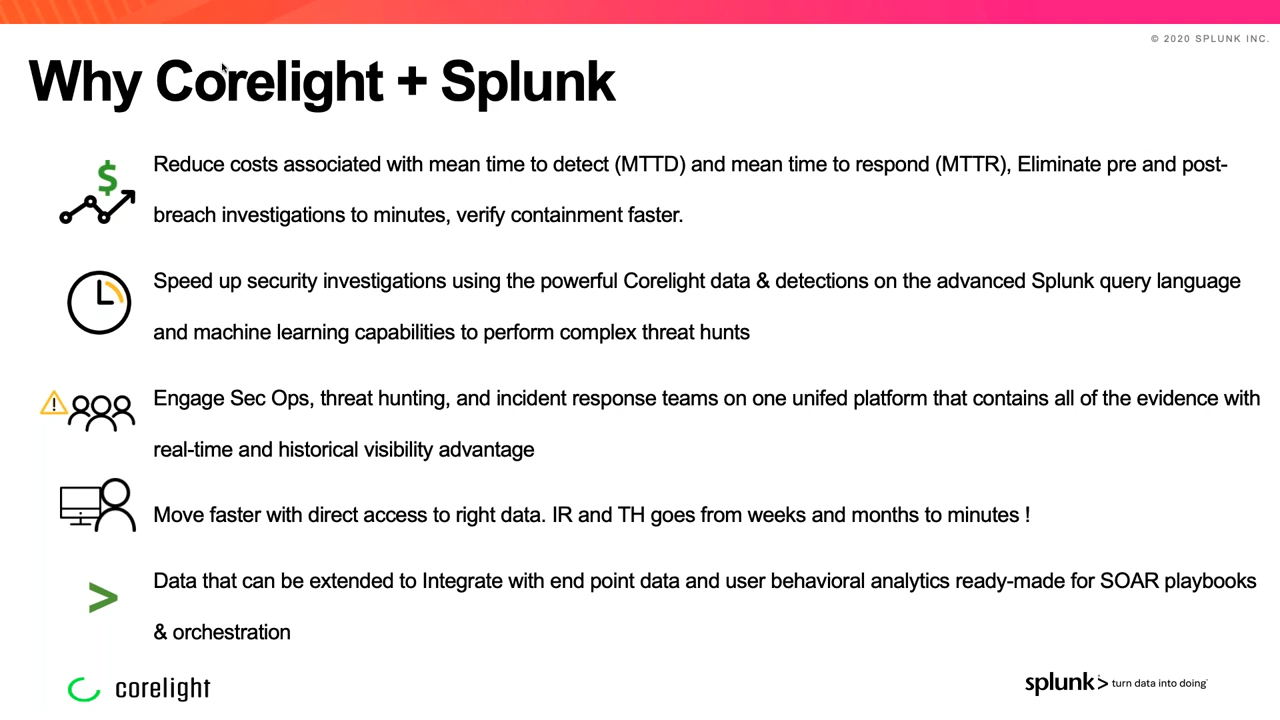 © 2020 SPLUNK INC.
Why Corelight + Splunk
$
Reduce costs associated with mean time to detect (MTTD) and mean time to respond (MTTR), Eliminate pre and post-
breach investigations to minutes, verify containment faster.
Speed up security investigations using the powerful Corelight data & detections on the advanced Splunk query language
and machine learning capabilities to perform complex threat hunts
!
Engage Sec Ops, threat hunting, and incident response teams on one unifed platform that contains all of the evidence with
real-time and historical visibility advantage
Move faster with direct access to right data. IR and TH goes from weeks and months to minutes !
>
Data that can be extended to Integrate with end point data and user behavioral analytics ready-made for SOAR playbooks
& orchestration
corelight
splunk> turn data into doing